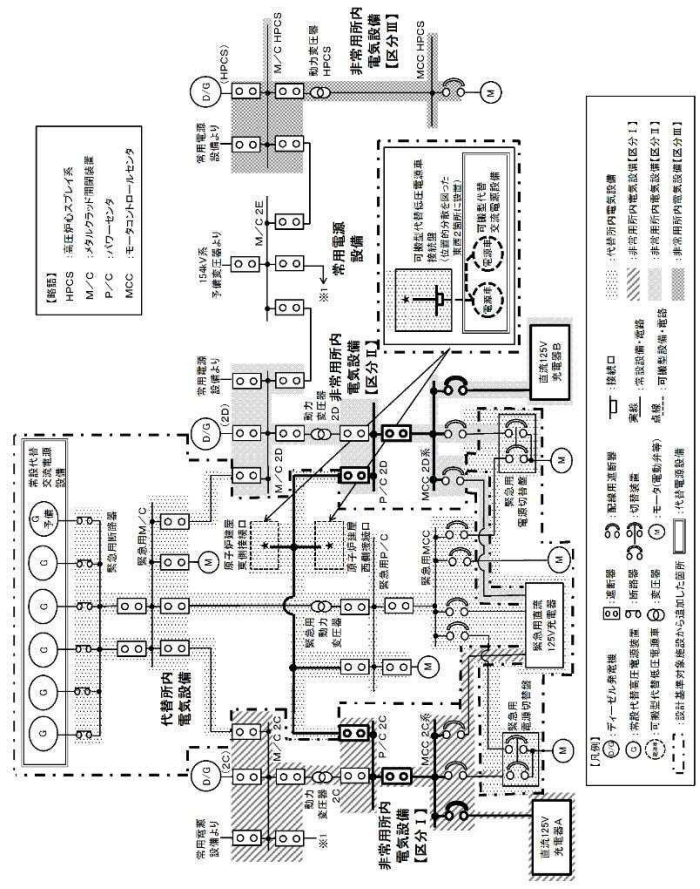 【略語】
HPCS :高圧炉心スプレイ系
M／C :メタルクラッド開閉装置
P／C :パワーセンタ
MCC :モータコントロールセンタ
常設代替
交流電源
設備
G
G
G
G
G
G
予備
緊急用断路器
緊急用M／C
代替所内
電気設備
M
常用電源
設備より
D/G
(2C)
M／C 2C
※1
動力
変圧器
2C
P／C 2C
非常用所内
電気設備
【区分Ⅰ】
MCC 2C系
直流125V
充電器A
緊急用
電源切替盤
M
緊急用
動力
変圧器
M
原子炉建屋
東側接続口
原子炉建屋
西側接続口
緊急用P／C
緊急用MCC
緊急用直流
125V充電器
D/G
(2D)
常用電源
設備より
M／C 2D
動力
変圧器
2D
非常用所内
電気設備
【区分Ⅱ】
P／C 2D
MCC 2D系
緊急用
電源切替盤
M
直流125V
充電器B
154kV系
予備変圧器より
M／C 2E
※1
常用電源
設備
常用電源
設備より
D/G
(HPCS)
M／C HPCS
動力変圧器
HPCS
非常用所内
電気設備
【区分Ⅲ】
MCC HPCS
M
可搬型代替低圧電源車
接続盤
(位置的分散を図った
東西2箇所に設置)
電源車
電源車
可搬型代替
交流電源設備
【凡例】
D/G :ディーゼル発電機
G :常設代替高圧電源装置
電源車 :可搬型代替低圧電源車
:設計基準対象施設から追加した箇所
:遮断器
:断路器
:変圧器
:配線用遮断器
:切替装置
M :モータ(電動弁等)
:代替電源設備
:接続口
実線 :常設設備・電路
点線 :可搬型設備・電路
:代替所内電気設備
:非常用所内電気設備【区分Ⅰ】
:非常用所内電気設備【区分Ⅱ】
:非常用所内電気設備【区分Ⅲ】